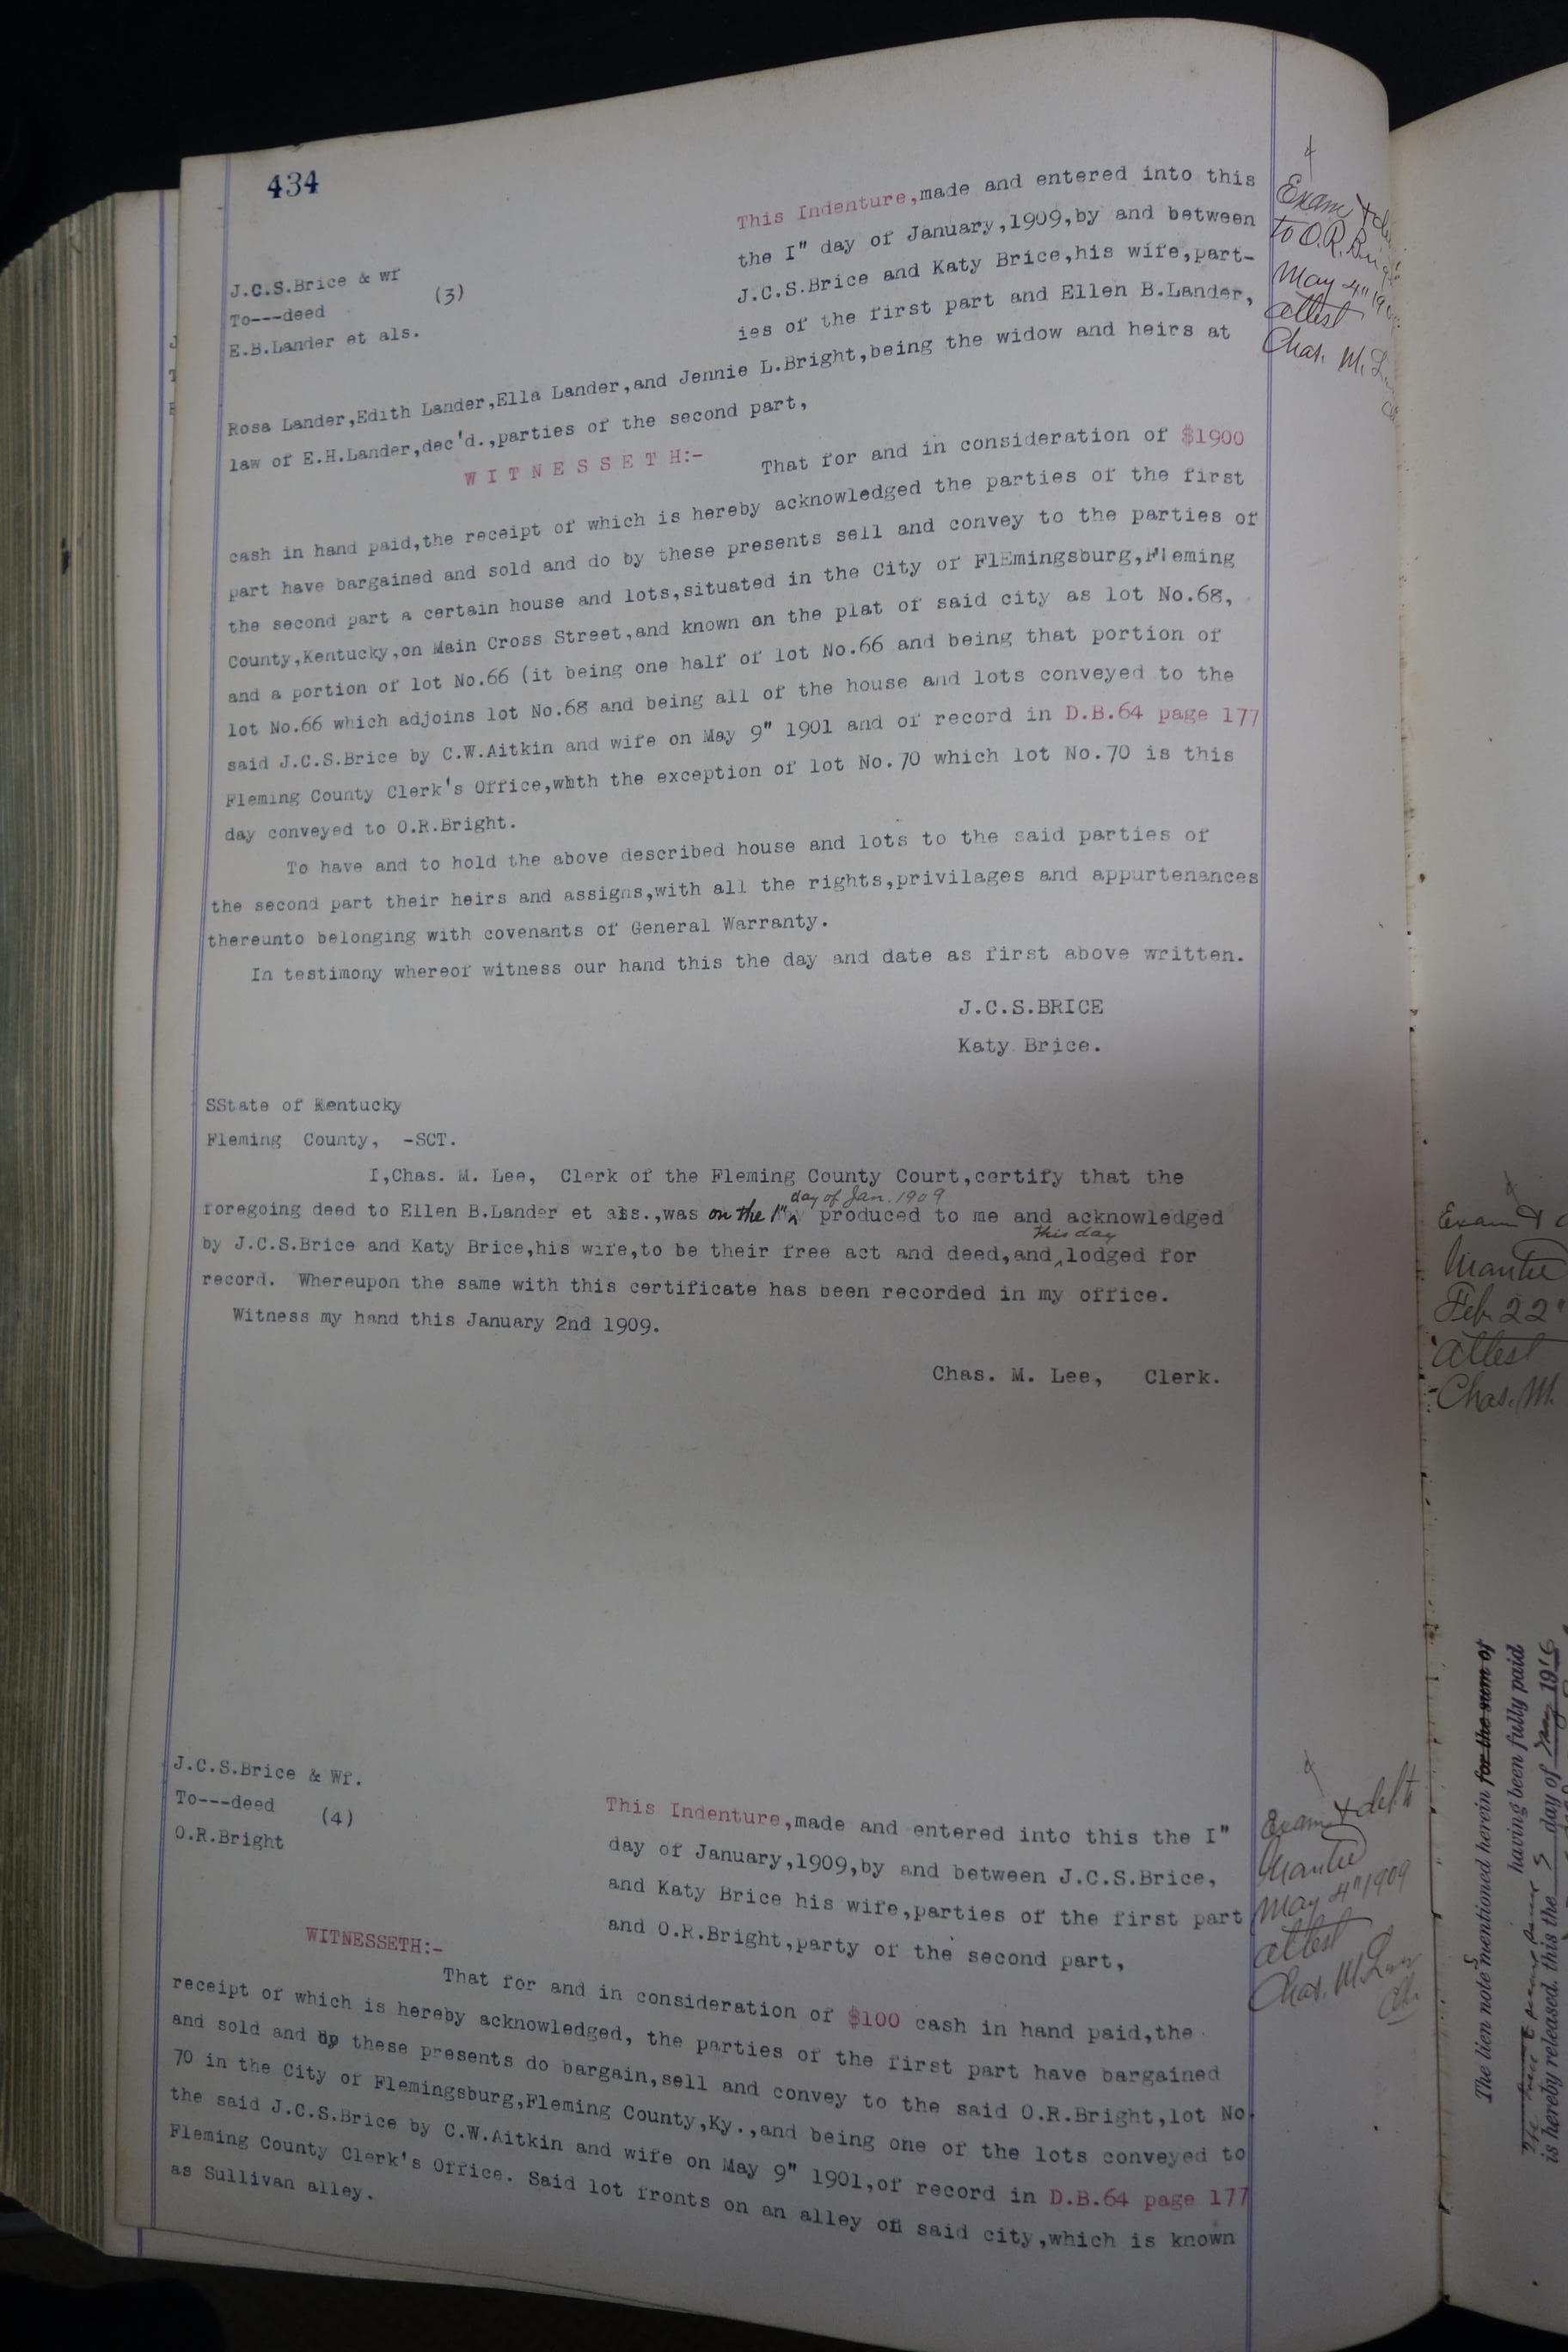 434
J.C.S.Brice & wf
To---deed
(3)
E.B.Lander et als.
This Indenture,made and entered into this
the I" day of January,1909,by and between
J.C.S.Brice and Katy Brice,his wife,part-
ies of the first part and Ellen B.Lander,
Rosa Lander,Edith Lander,Ella Lander,and Jennie L.Bright,being the widow and heirs at
law of E.H.Lander,dec'd.,parties of the second part,
W I T N E S S E T H:- That for and in consideration of $1900
cash in hand paid,the receipt of which is hereby acknowledged the parties of the first
part have bargained and sold and do by these presents sell and convey to the parties of
the second part a certain house and lots,situated in the City of FlEmingsburg,Fleming
County,Kentucky,on Main Cross Street,and known on the plat of said city as lot No.68,
and a portion of lot No.66 (it being one half of lot No.66 and being that portion of
lot No.66 which adjoins lot No.68 and being all of the house and lots conveyed to the
said J.C.S.Brice by C.W.Aitkin and wife on May 9" 1901 and of record in D.B.64 page 177
Fleming County Clerk's Office,with the exception of lot No.70 which lot No.70 is this
day conveyed to O.R.Bright.
To have and to hold the above described house and lots to the said parties of
the second part their heirs and assigns,with all the rights,privilages and appurtenances
thereunto belonging with covenants of General Warranty.
In testimony whereof witness our hand this the day and date as first above written.
J.C.S.BRICE
Katy Brice.
SState of Kentucky
Fleming County, -SCT.
I,Chas. M. Lee, Clerk of the Fleming County Court,certify that the
day of Jan. 1909
foregoing deed to Ellen B.Lander et als.,was on the 1" produced to me and acknowledged
this day
by J.C.S.Brice and Katy Brice,his wife,to be their free act and deed,and lodged for
record. Whereupon the same with this certificate has been recorded in my office.
Witness my hand this January 2nd 1909.
Chas. M. Lee, Clerk.
J.C.S.Brice & Wf.
To---deed
(4)
O.R.Bright
This Indenture,made and entered into this the I"
day of January,1909,by and between J.C.S.Brice,
and Katy Brice his wife,parties of the first part
and O.R.Bright,party of the second part,
WITNESSETH:-
That for and in consideration of $100 cash in hand paid,the
receipt of which is hereby acknowledged, the parties of the first part have bargained
and sold and by these presents do bargain,sell and convey to the said O.R.Bright,lot No.
70 in the City of Flemingsburg,Fleming County,Ky.,and being one of the lots conveyed to
the said J.C.S.Brice by C.W.Aitkin and wife on May 9" 1901,of record in D.B.64 page 177
Fleming County Clerk's Office. Said lot fronts on an alley on said city,which is known
as Sullivan alley.
Exam &
to O.R.
May 4"
attest
Chas. M.
Exam & delt
Mantee
May 4" 1909
attest
Chas. M. Lee
Clk.
Exam &
Mantee
Feb 22"
attest
Chas. M.
The lien notes mentioned herein for the sum of
having been fully paid
is hereby released, this the 5 day of May 1916